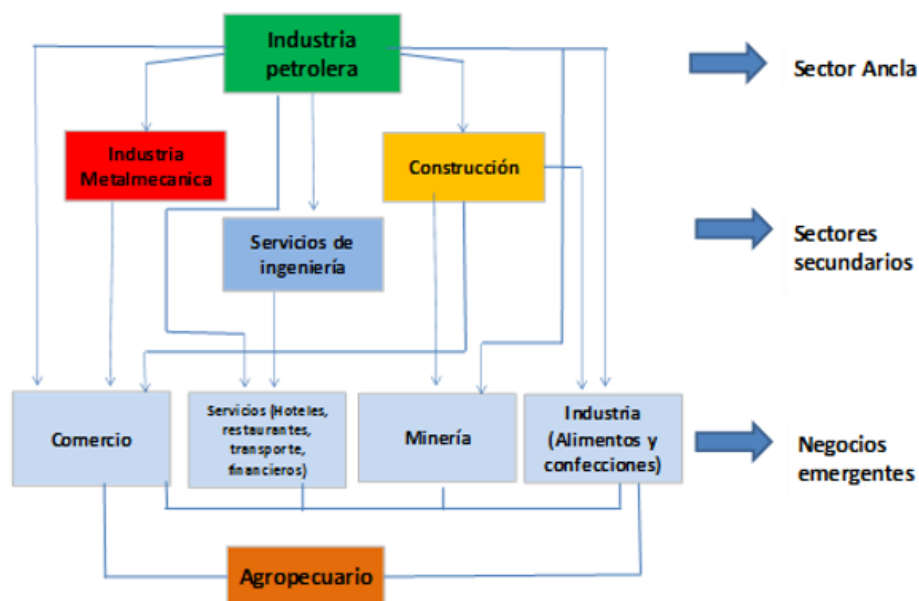 Industria
petrolera
Sector Ancla
Industria
Metalmecanica
Construcción
Servicios de
ingeniería
Sectores
secundarios
Comercio
Servicios (Hoteles,
restaurantes,
transporte,
financieros)
Minería
Industria
(Alimentos y
confecciones)
Negocios
emergentes
Agropecuario